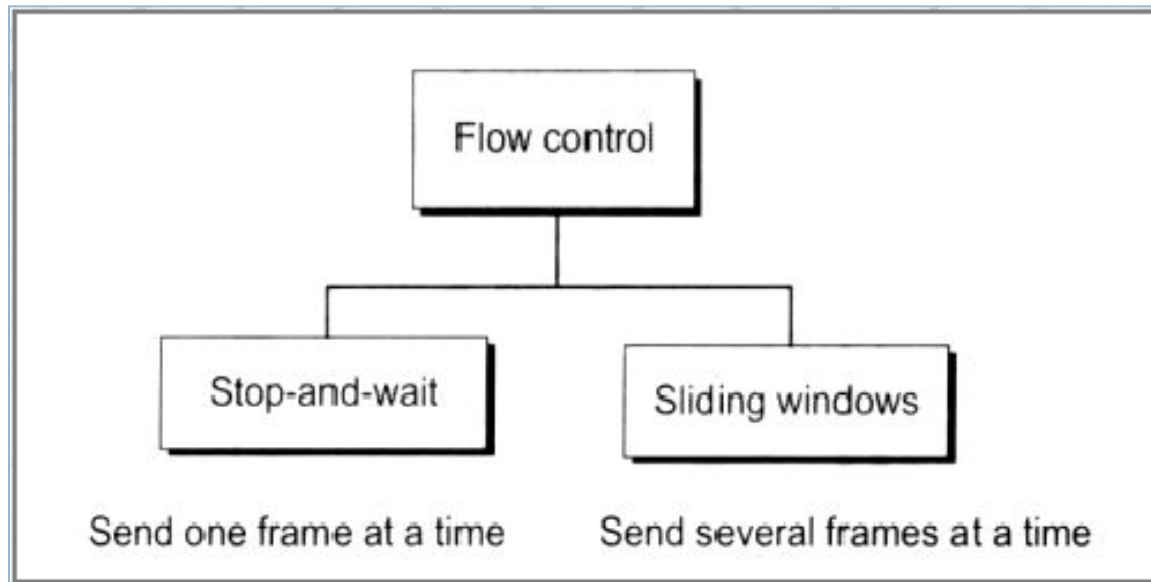 Flow control
Stop-and-wait
Sliding windows
Send one frame at a time
Send several frames at a time